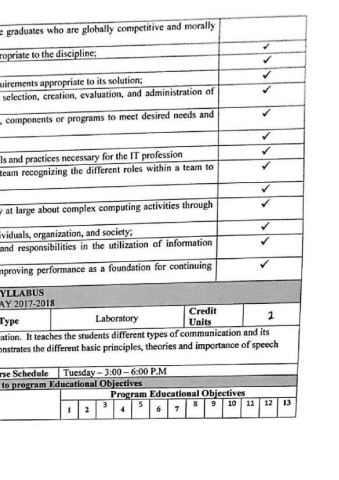 e graduates who are globally competitive and morally
ropriate to the discipline; ✓
✓
uirements appropriate to its solution; ✓
selection, creation, evaluation, and administration of ✓
, components or programs to meet desired needs and ✓
✓
ls and practices necessary for the IT profession ✓
team recognizing the different roles within a team to ✓
✓
y at large about complex computing activities through ✓
ividuals, organization, and society; ✓
and responsibilities in the utilization of information ✓
mproving performance as a foundation for continuing ✓
YLLABUS
AY 2017-2018
Type Laboratory Credit Units 1
ation. It teaches the students different types of communication and its
onstrates the different basic principles, theories and importance of speech
rse Schedule Tuesday – 3:00 – 6:00 P.M
to program Educational Objectives
Program Educational Objectives
1 2 3 4 5 6 7 8 9 10 11 12 13